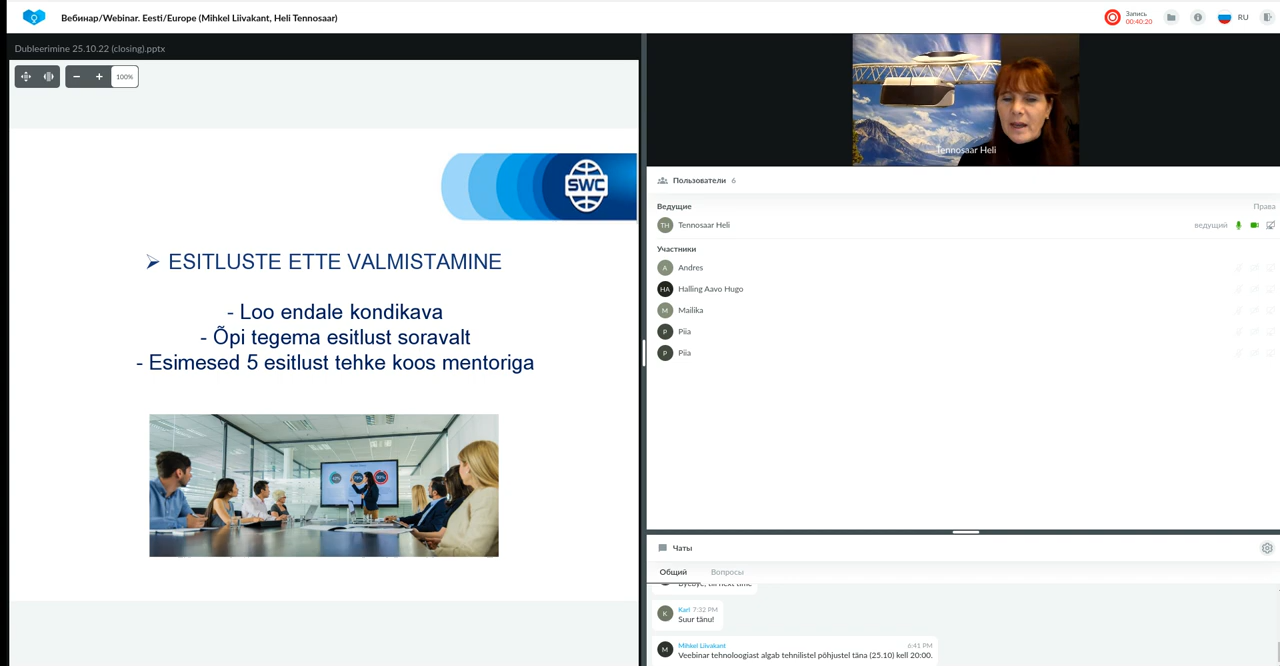 Вебинар/Webinar. Eesti/Europe (Mihkel Liivakant, Heli Tennosaar)
Запись
00:40:20
RU
Dubleerimine 25.10.22 (closing).pptx
100%
SWC
➢ ESITLUSTE ETTE VALMISTAMINE
- Loo endale kondikava
- Õpi tegema esitlust soravalt
- Esimesed 5 esitlust tehke koos mentoriga
Tennosaar Heli
Пользователи 6
Ведущие Права
TH Tennosaar Heli ведущий
Участники
A Andres
HA Halling Aavo Hugo
M Mailika
P Piia
P Piia
Чаты
Общий Вопросы
K Karl 7:32 PM
Suur tänu!
M Mihkel Liivakant 6:41 PM
Veebinar tehnoloogiast algab tehnilistel põhjustel täna (25.10) kell 20:00.